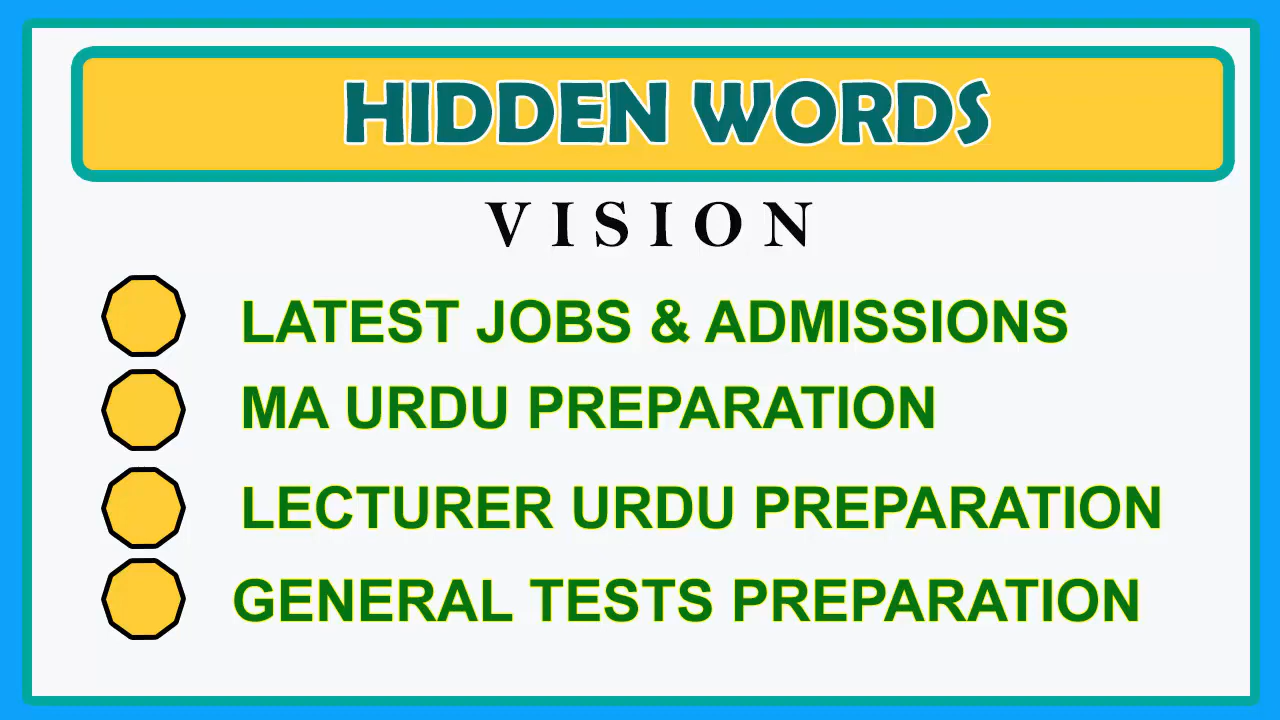 HIDDEN WORDS
VISION
LATEST JOBS & ADMISSIONS
MA URDU PREPARATION
LECTURER URDU PREPARATION
GENERAL TESTS PREPARATION